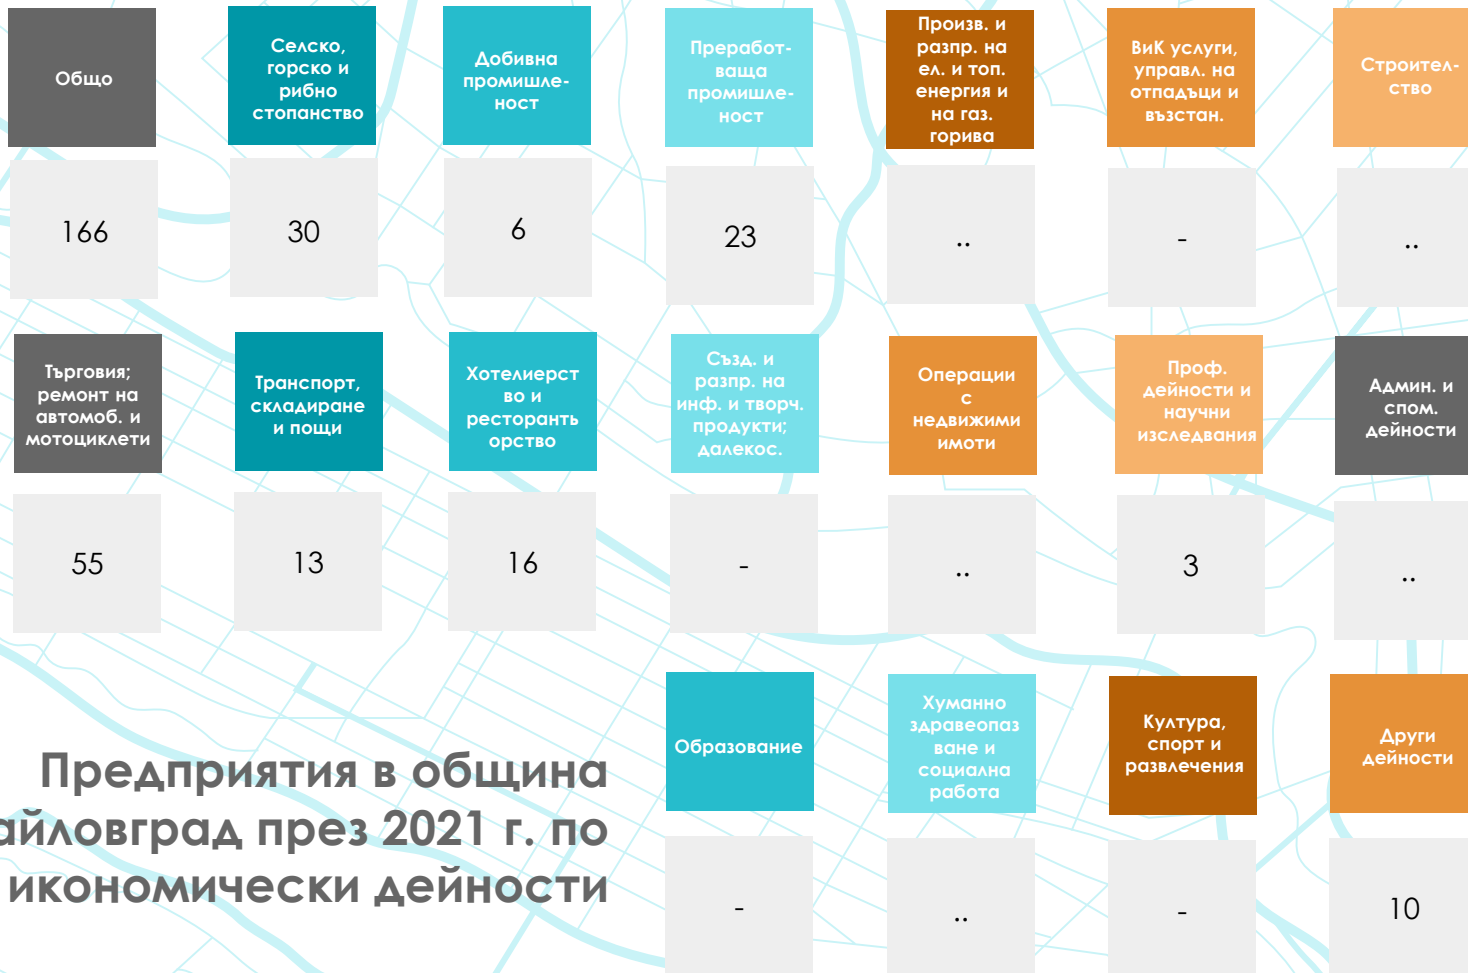 Общо
Селско,
горско и
рибно
стопанство
Добивна
промишле-
ност
Преработ-
ваща
промишле-
ност
Произв. и
разпр. на
ел. и топ.
енергия и
на газ.
горива
ВиК услуги,
управл. на
отпадъци и
възстан.
Строител-
ство
166
30
6
23
..
-
..
Търговия;
ремонт на
автомоб. и
мотоциклети
Транспорт,
складиране
и пощи
Хотелиерст
во и
ресторанть
орство
Създ. и
разпр. на
инф. и творч.
продукти;
далекос.
Операции
с
недвижими
имоти
Проф.
дейности и
научни
изследвания
Админ. и
спом.
дейности
55
13
16
-
..
3
..
Образование
Хуманно
здравеопаз
ване и
социална
работа
Култура,
спорт и
развлечения
Други
дейности
-
..
-
10
Предприятия в община
айловград през 2021 г. по
икономически дейности